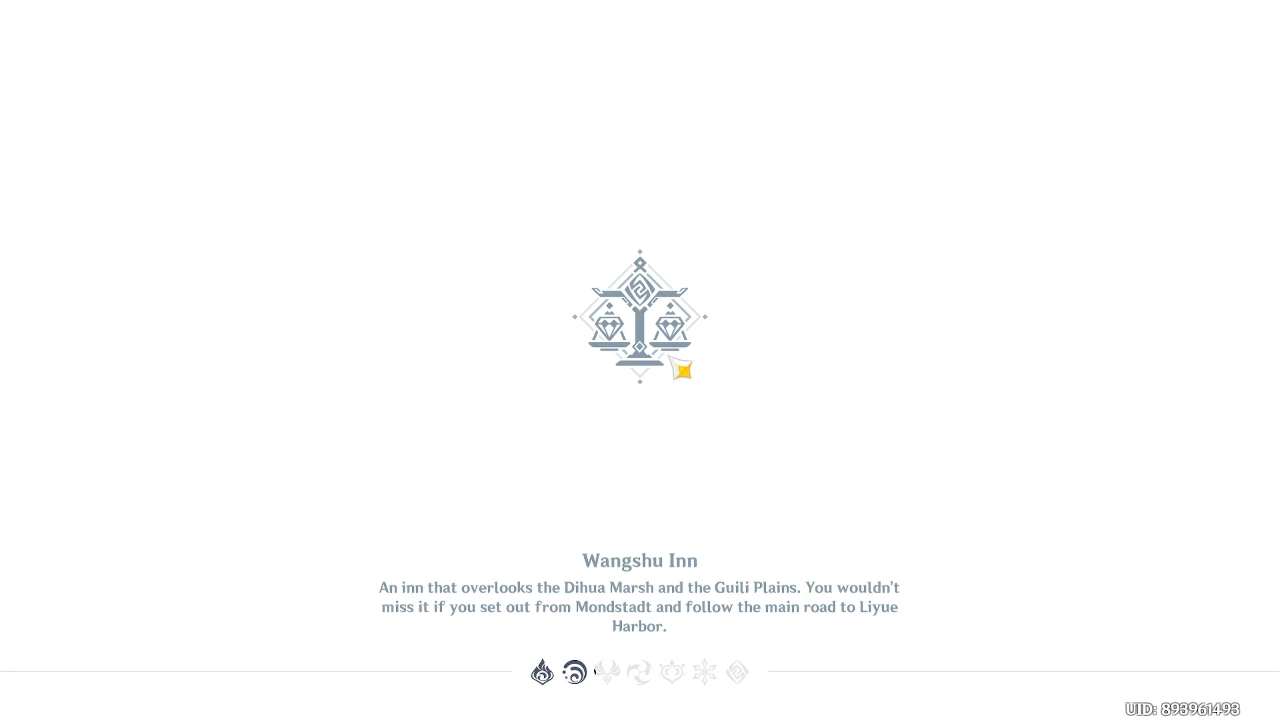 Wangshu Inn
An inn that overlooks the Dihua Marsh and the Guili Plains. You wouldn't
miss it if you set out from Mondstadt and follow the main road to Liyue
Harbor.
UID: 893961493